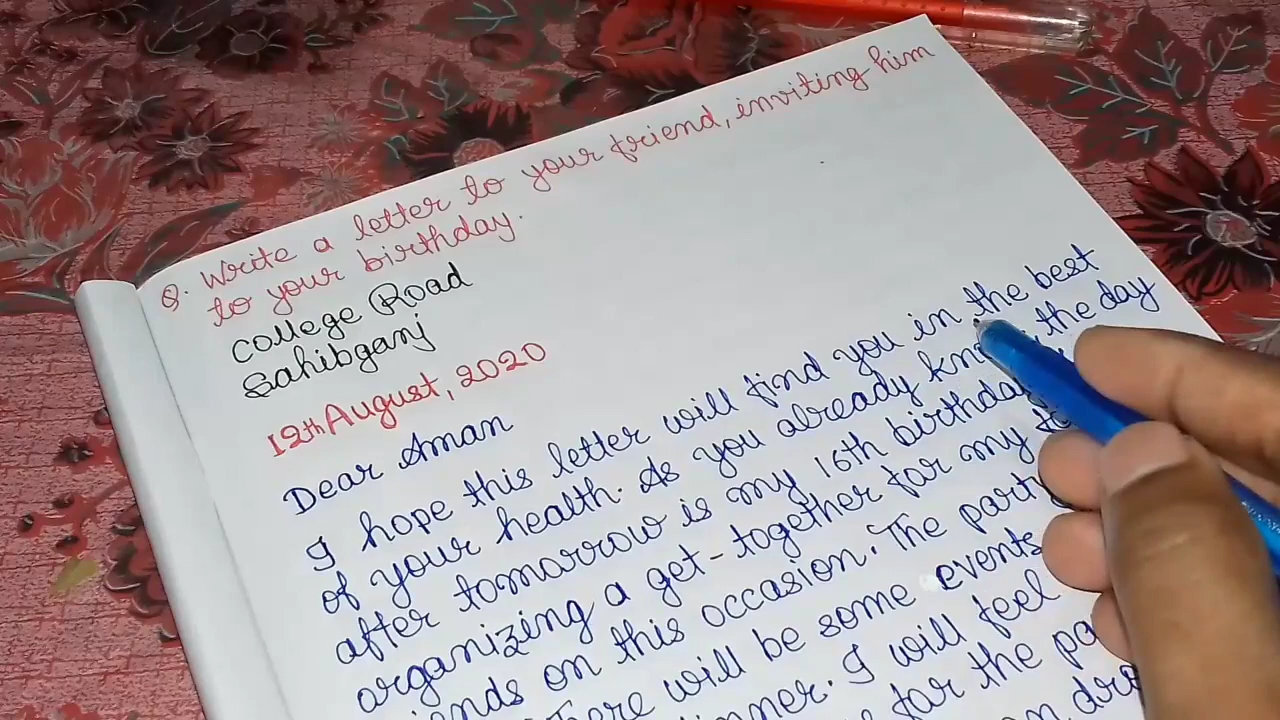 Q. Write a letter to your friend, inviting him
to your birthday.
College Road
Sahibganj
12th August, 2020
Dear Aman
I hope this letter will find you in the best
of your health. As you already the day
after tomorrow is my 16th
organizing a get-together for my
on this occasion. The
There will be some events
I will feel
for the